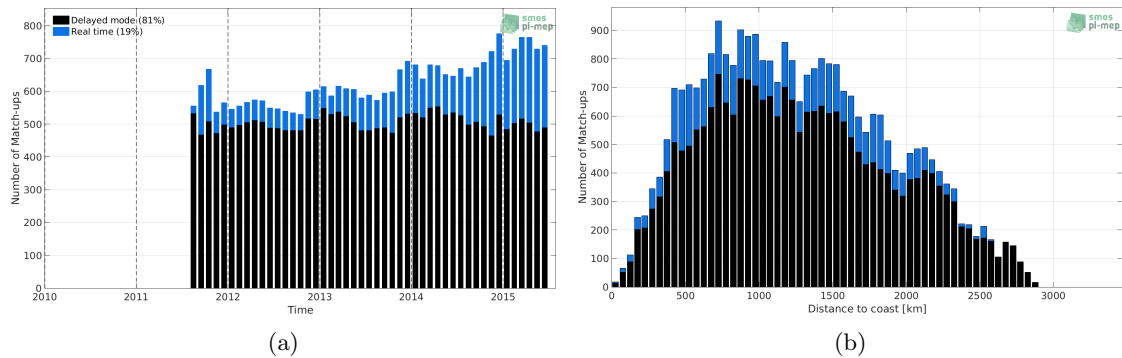 Delayed mode (81%)
Real time (19%)
smos
pi-mep
Number of Match-ups
800
700
600
500
400
300
200
100
0
2010
2011
2012
2013
2014
2015
Time
(a)
smos
pi-mep
Number of Match-ups
900
800
700
600
500
400
300
200
100
0
0
500
1000
1500
2000
2500
3000
Distance to coast [km]
(b)